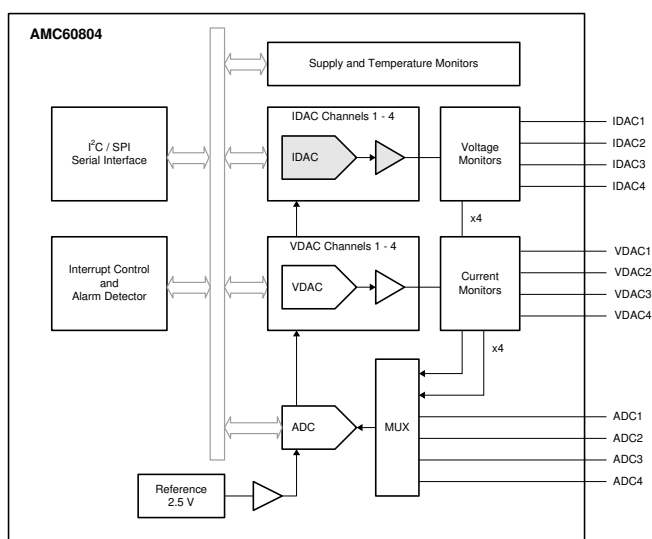 AMC60804
Supply and Temperature Monitors
I²C / SPI
Serial Interface
IDAC Channels 1 - 4
IDAC
Voltage
Monitors
IDAC1
IDAC2
IDAC3
IDAC4
x4
Interrupt Control
and
Alarm Detector
VDAC Channels 1 - 4
VDAC
Current
Monitors
VDAC1
VDAC2
VDAC3
VDAC4
x4
ADC
MUX
ADC1
ADC2
ADC3
ADC4
Reference
2.5 V